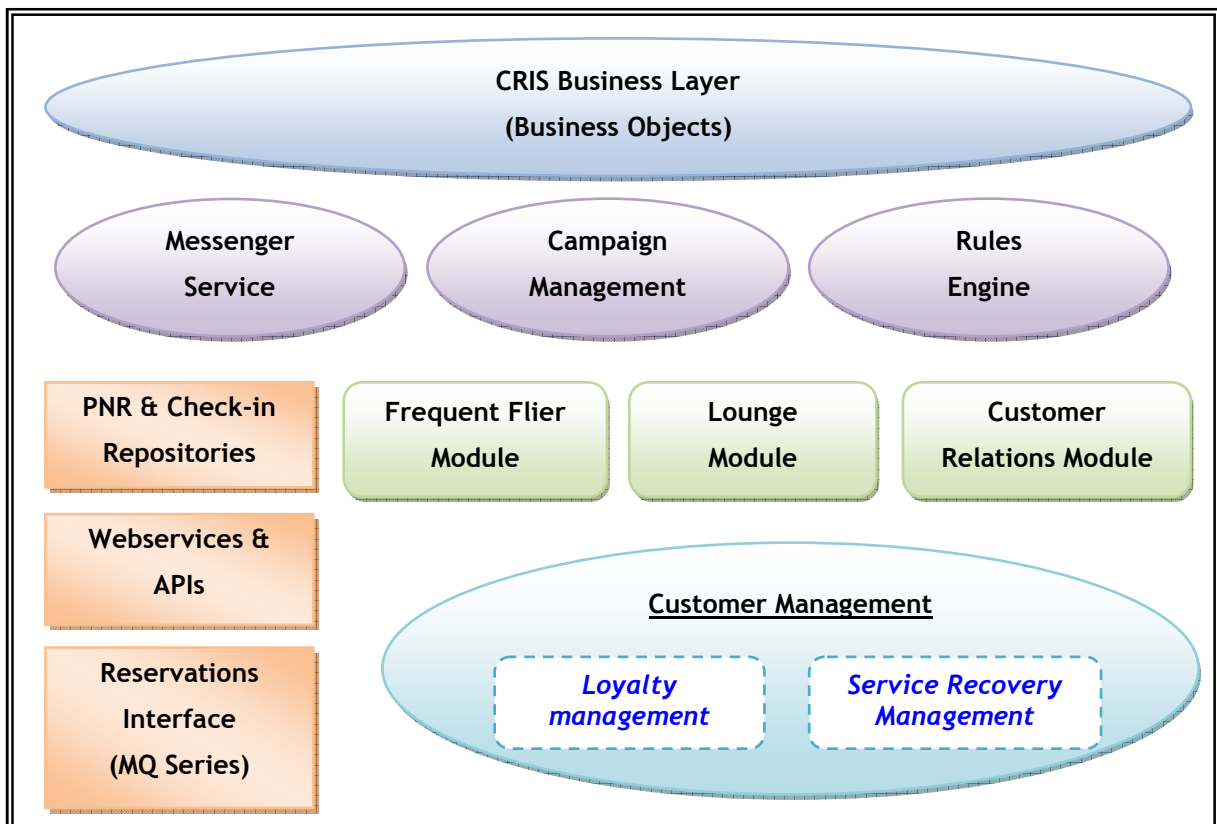 CRIS Business Layer
(Business Objects)
Messenger
Service
Campaign
Management
Rules
Engine
PNR & Check-in
Repositories
Frequent Flier
Module
Lounge
Module
Customer
Relations Module
Webservices &
APIs
Customer Management
Loyalty
management
Service Recovery
Management
Reservations
Interface
(MQ Series)